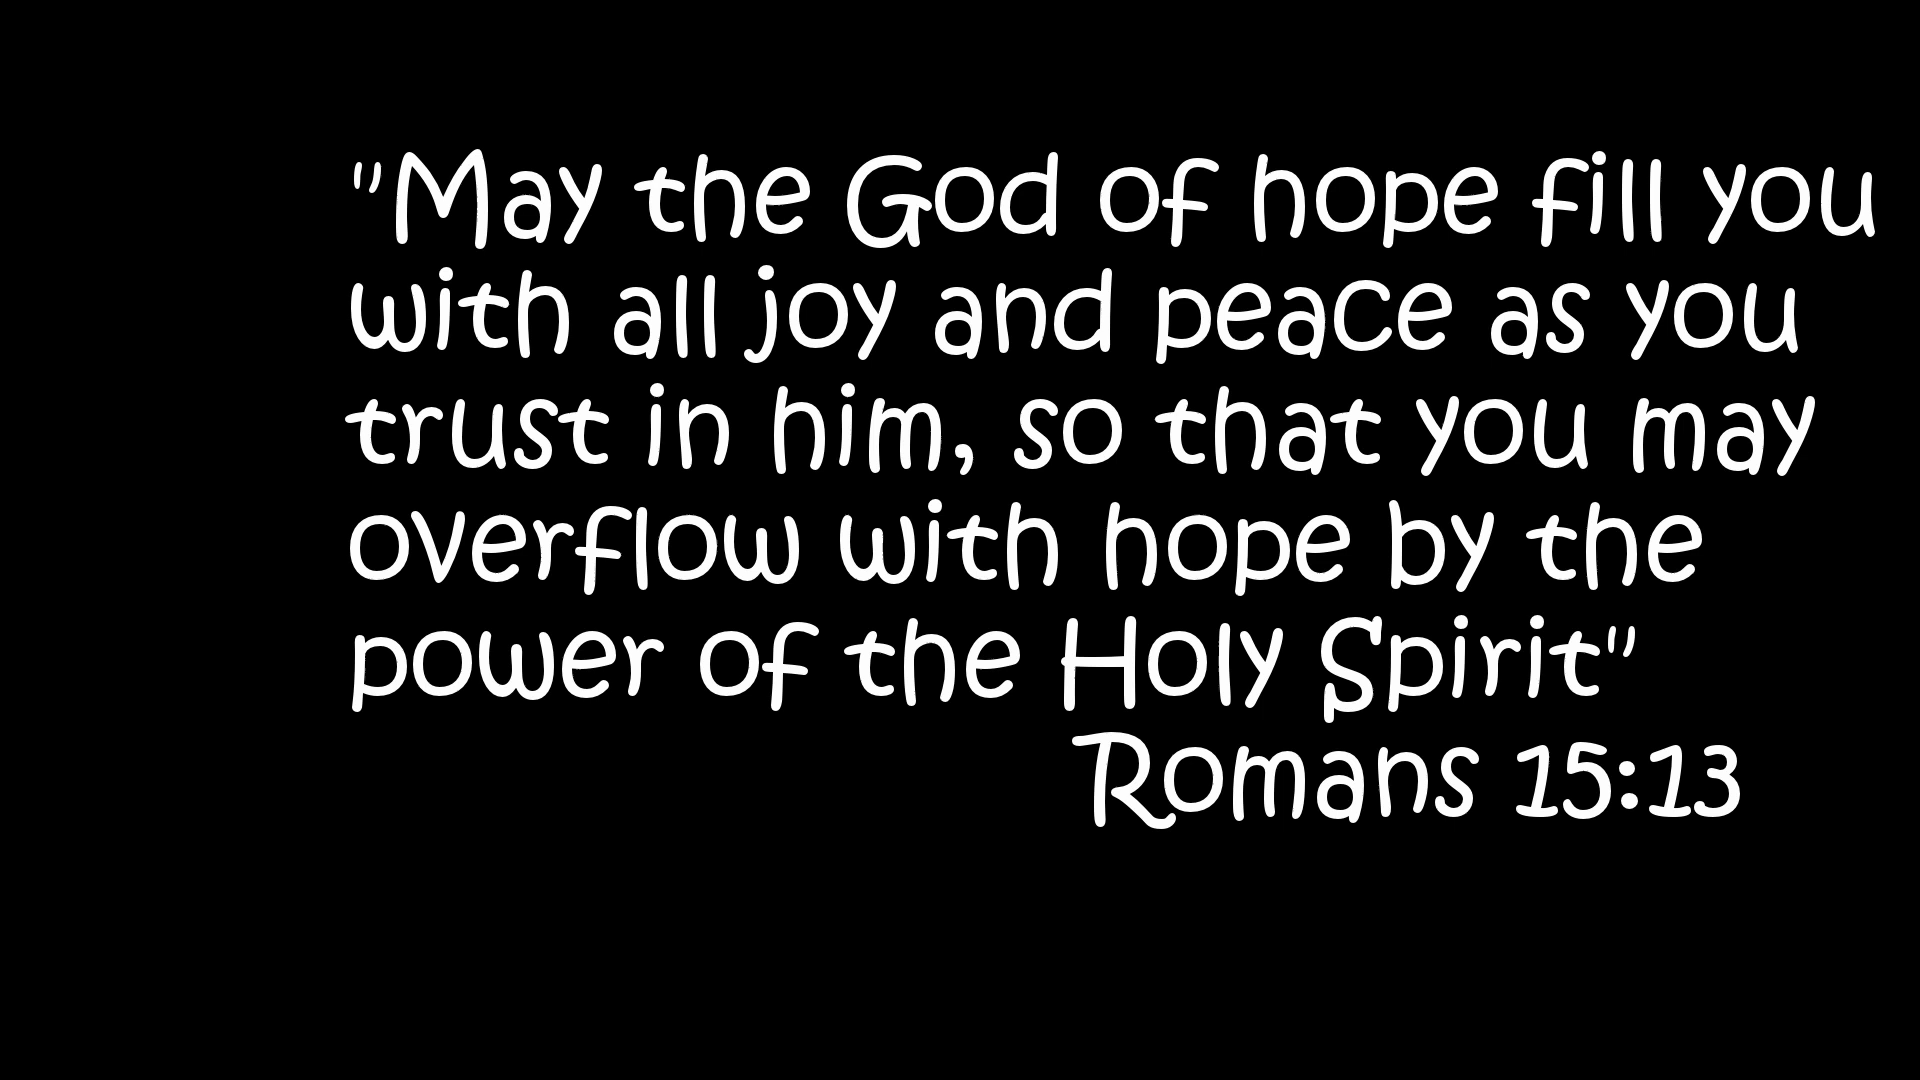 "May the God of hope fill you
with all joy and peace as you
trust in him, so that you may
overflow with hope by the
power of the Holy Spirit"
Romans 15:13